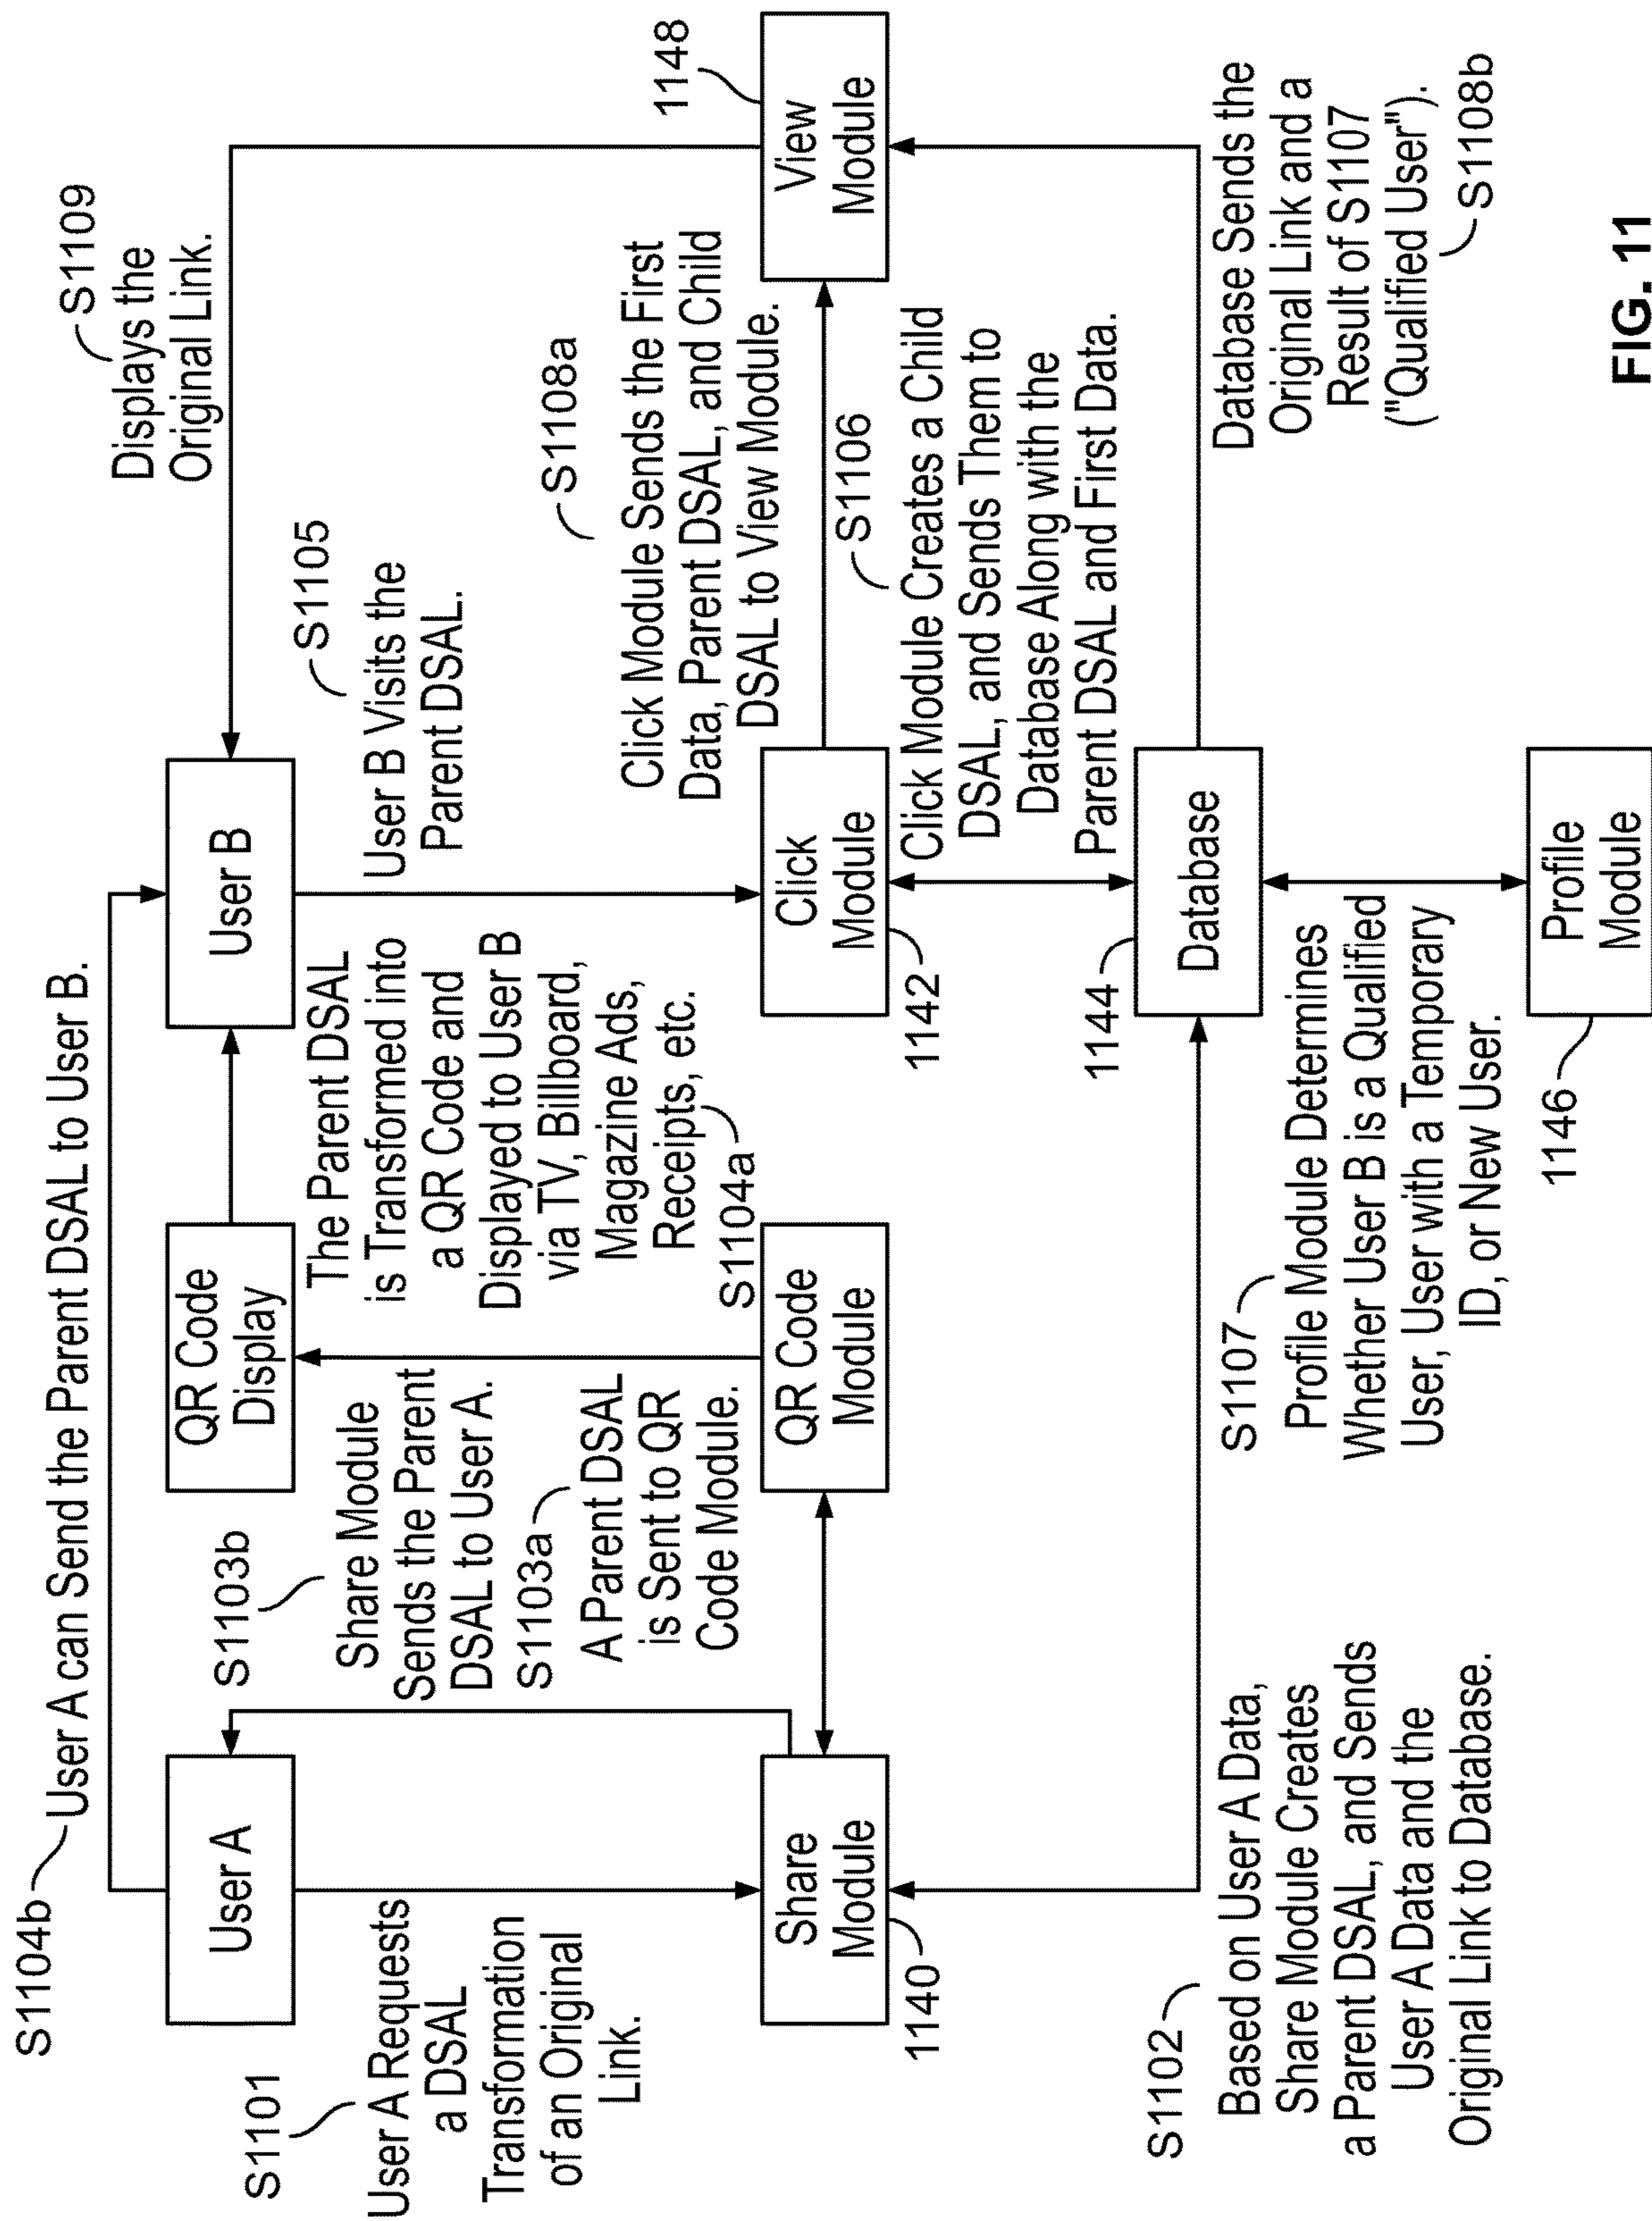 S1104b
User A can Send the Parent DSAL to User B.
S1109
Displays the
Original Link.
S1101
User A Requests
a DSAL
Transformation
of an Original
Link.
User A
S1103b
Share Module
Sends the Parent
DSAL to User A.
S1103a
A Parent DSAL
is Sent to QR
Code Module.
QR Code
Display
The Parent DSAL
is Transformed into
a QR Code and
Displayed to User B
via TV, Billboard,
Magazine Ads,
Receipts, etc.
S1104a
User B
S1105
User B Visits the
Parent DSAL.
S1108a
Click Module Sends the First
Data, Parent DSAL, and Child
DSAL to View Module.
Share
Module
1140
QR Code
Module
Click
Module
1142
View
Module
1148
S1106
Click Module Creates a Child
DSAL, and Sends Them to
Database Along with the
Parent DSAL and First Data.
S1102
Based on User A Data,
Share Module Creates
a Parent DSAL, and Sends
User A Data and the
Original Link to Database.
S1107
Profile Module Determines
Whether User B is a Qualified
User, User with a Temporary
ID, or New User.
1144
Database
Database Sends the
Original Link and a
Result of S1107
("Qualified User").
S1108b
1146
Profile
Module
FIG. 11